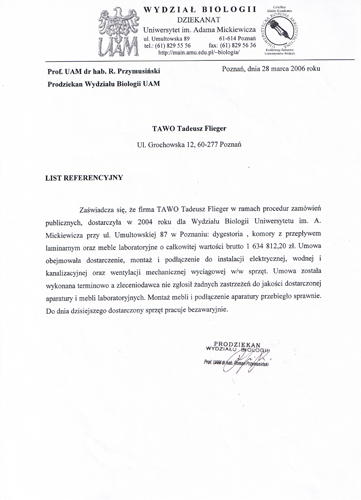 WYDZIAŁ BIOLOGII
DZIEKANAT
Uniwersytet im. Adama Mickiewicza
ul. Umultowska 89 61-614 Poznań
tel.: (61) 829 55 56 fax: (61) 829 56 36
http://main.amu.edu.pl/~biologia/
UAM
Prof. UAM dr hab. R. Przymusiński
Prodziekan Wydziału Biologii UAM
Poznań, dnia 28 marca 2006 roku
TAWO Tadeusz Flieger
Ul. Grochowska 12, 60-277 Poznań
LIST REFERENCYJNY
Zaświadcza się, że firma TAWO Tadeusz Flieger w ramach procedur zamówień
publicznych, dostarczyła w 2004 roku dla Wydziału Biologii Uniwersytetu im. A.
Mickiewicza przy ul. Umultowskiej 87 w Poznaniu: dygestoria , komory z przepływem
laminarnym oraz meble laboratoryjne o całkowitej wartości brutto 1 634 812,20 zł. Umowa
obejmowała dostarczenie, montaż i podłączenie do instalacji elektrycznej, wodnej i
kanalizacyjnej oraz wentylacji mechanicznej wyciągowej w/w sprzęt. Umowa została
wykonana terminowo a zleceniodawca nie zgłosił żadnych zastrzeżeń do jakości dostarczonej
aparatury i mebli laboratoryjnych. Montaż mebli i podłączenie aparatury przebiegło sprawnie.
Do dnia dzisiejszego dostarczony sprzęt pracuje bezawaryjnie.
PRODZIEKAN
WYDZIAŁU BIOLOGII
Prof. UAM dr hab. Roman Przymusiński